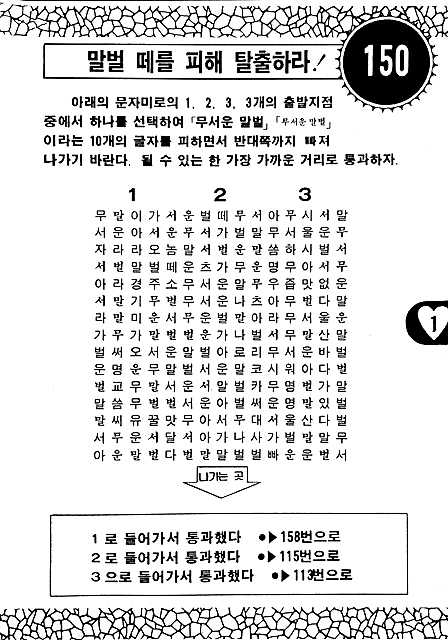 말벌 떼를 피해 탈출하라!
150
아래의 문자미로의 1, 2, 3, 3개의 출발지점
중에서 하나를 선택하여 「무서운 말벌」 「무서운 말벌」
이라는 10개의 글자를 피하면서 반대쪽까지 빠져
나가기 바란다. 될 수 있는 한 가장 가까운 거리로 통과하자.
1 2 3
무 말 이 가 서 운 벌 떼 무 서 아 무 시 서 말
서 운 아 서 운 무 서 가 벌 말 무 서 울 운 무
자 라 라 오 놈 말 서 벌 운 말 씀 하 시 벌 서
서 벌 말 벌 떼 운 츠 가 무 운 명 무 아 서 무
아 라 경 주 소 무 서 운 말 무 우 즙 맛 없 운
서 말 기 무 벌 무 서 운 나 츠 아 무 벌 다 말
라 말 미 운 서 무 운 벌 말 아 라 무 서 울 운
가 무 가 말 벌 벌 운 가 나 벌 서 무 말 산 말
벌 써 오 서 운 말 벌 아 로 리 무 서 운 바 벌
운 명 운 무 말 벌 서 운 말 코 시 워 아 다 벌
벌 교 무 말 서 운 서 말 벌 카 무 명 벌 가 말
말 씀 무 벌 벌 서 운 아 벌 써 운 영 말 있 벌
말 씨 유 꿀 맛 무 아 서 무 대 서 울 산 다 벌
서 무 운 서 달 서 아 가 나 사 가 벌 말 말 무
아 운 말 벌 다 벌 말 말 벌 벌 빠 운 운 벌 서
나가는 곳
1
1 로 들어가서 통과했다 ●▶158번으로
2 로 들어가서 통과했다 ●▶115번으로
3 으로 들어가서 통과했다 ●▶113번으로